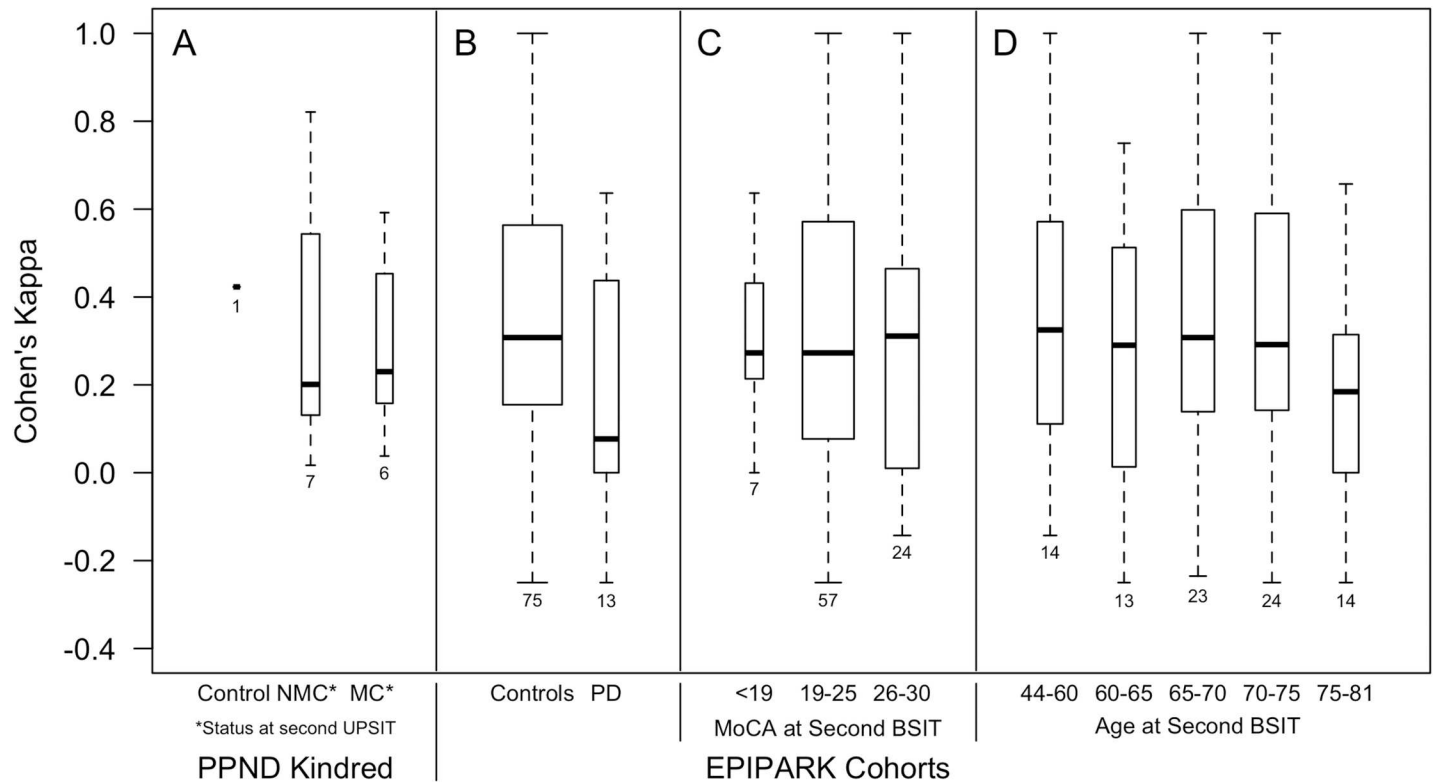 A B C D
Cohen's Kappa
1.0
0.8
0.6
0.4
0.2
0.0
-0.2
-0.4
1 7 6
75 13
7 57 24
14 13 23 24 14
Control NMC* MC* Controls PD <19 19-25 26-30 44-60 60-65 65-70 70-75 75-81
*Status at second UPSIT MoCA at Second BSIT Age at Second BSIT
PPND Kindred EPIPARK Cohorts